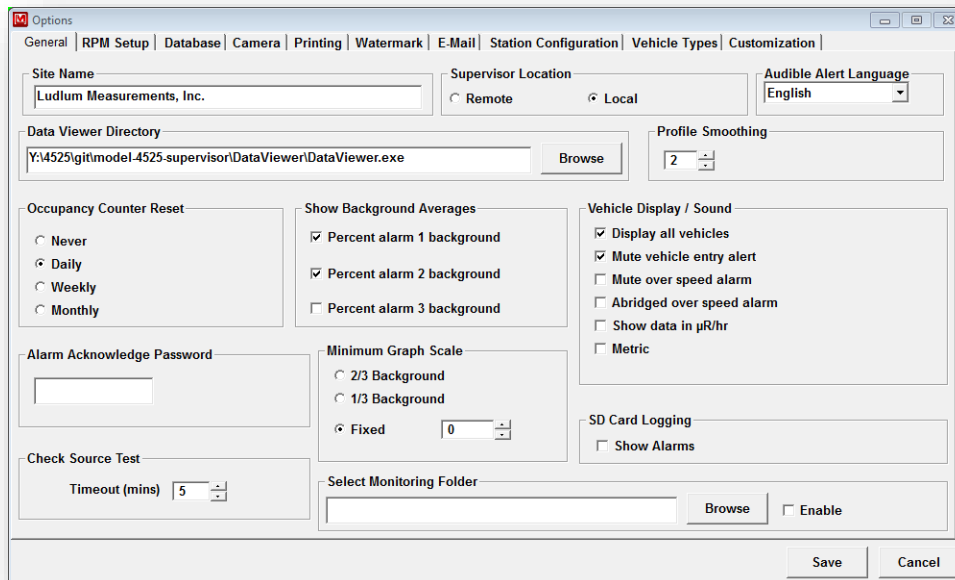 M Options
General RPM Setup Database Camera Printing Watermark E-Mail Station Configuration Vehicle Types Customization
Site Name
Ludlum Measurements, Inc.
Supervisor Location
Remote Local
Audible Alert Language
English
Data Viewer Directory
Y:\4525\git\model-4525-supervisor\DataViewer\DataViewer.exe
Browse
Profile Smoothing
2
Occupancy Counter Reset
Never
Daily
Weekly
Monthly
Show Background Averages
Percent alarm 1 background
Percent alarm 2 background
Percent alarm 3 background
Vehicle Display / Sound
Display all vehicles
Mute vehicle entry alert
Mute over speed alarm
Abridged over speed alarm
Show data in µR/hr
Metric
Alarm Acknowledge Password
Minimum Graph Scale
2/3 Background
1/3 Background
Fixed 0
SD Card Logging
Show Alarms
Check Source Test
Timeout (mins) 5
Select Monitoring Folder
Browse
Enable
Save Cancel